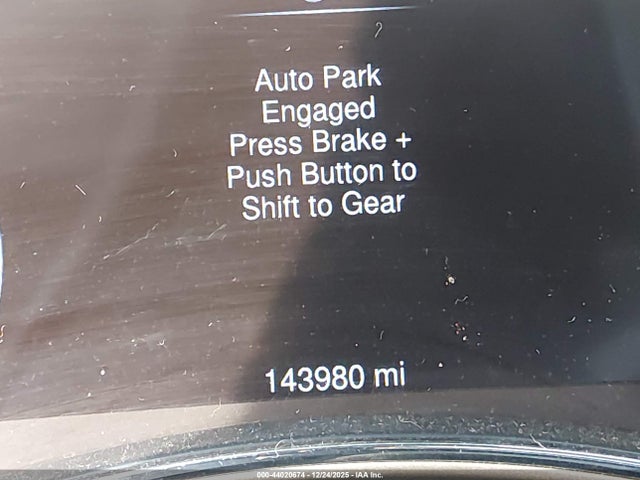 Auto Park
Engaged
Press Brake +
Push Button to
Shift to Gear
143980 mi
000-44020674 - 12/24/2025 - IAA Inc.